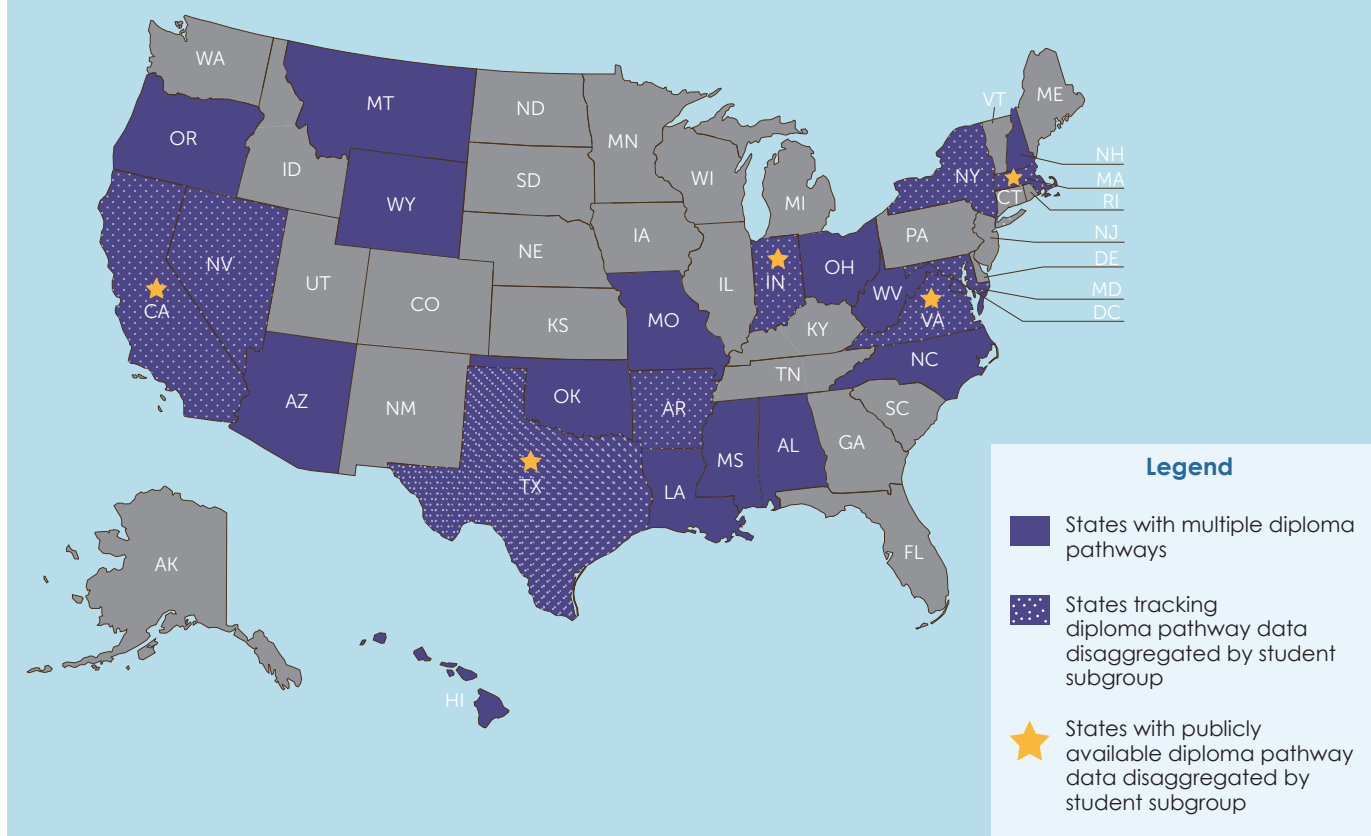 WA
MT
ND
MN
VT
ME
OR
ID
SD
WI
MI
NY
NH
MA
RI
CT
WY
NE
IA
PA
NJ
DE
MD
DC
NV
UT
CO
KS
MO
IL
IN
OH
WV
VA
KY
CA
AZ
NM
OK
AR
TN
NC
SC
TX
LA
MS
AL
GA
FL
AK
HI
Legend
States with multiple diploma
pathways
States tracking
diploma pathway data
disaggregated by student
subgroup
States with publicly
available diploma pathway
data disaggregated by
student subgroup